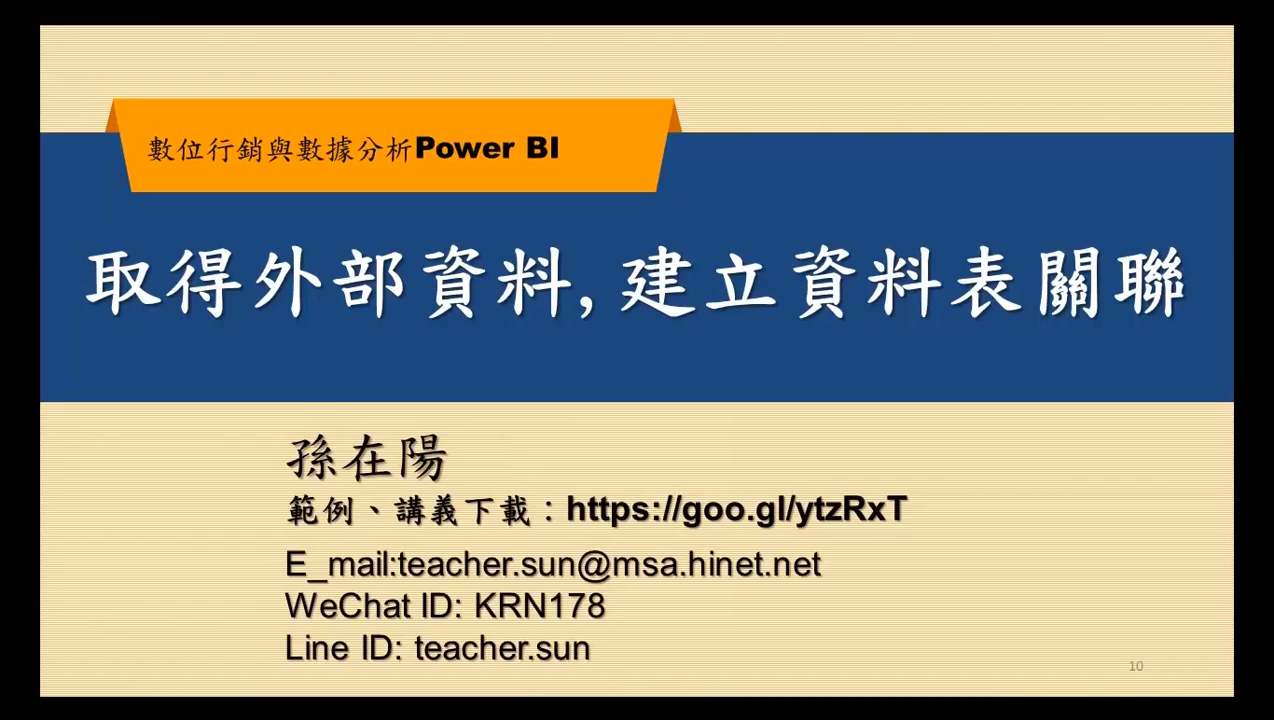 數位行銷與數據分析Power BI
取得外部資料,建立資料表關聯
孫在陽
範例、講義下載：https://goo.gl/ytzRxT
E_mail:teacher.sun@msa.hinet.net
WeChat ID: KRN178
Line ID: teacher.sun
10